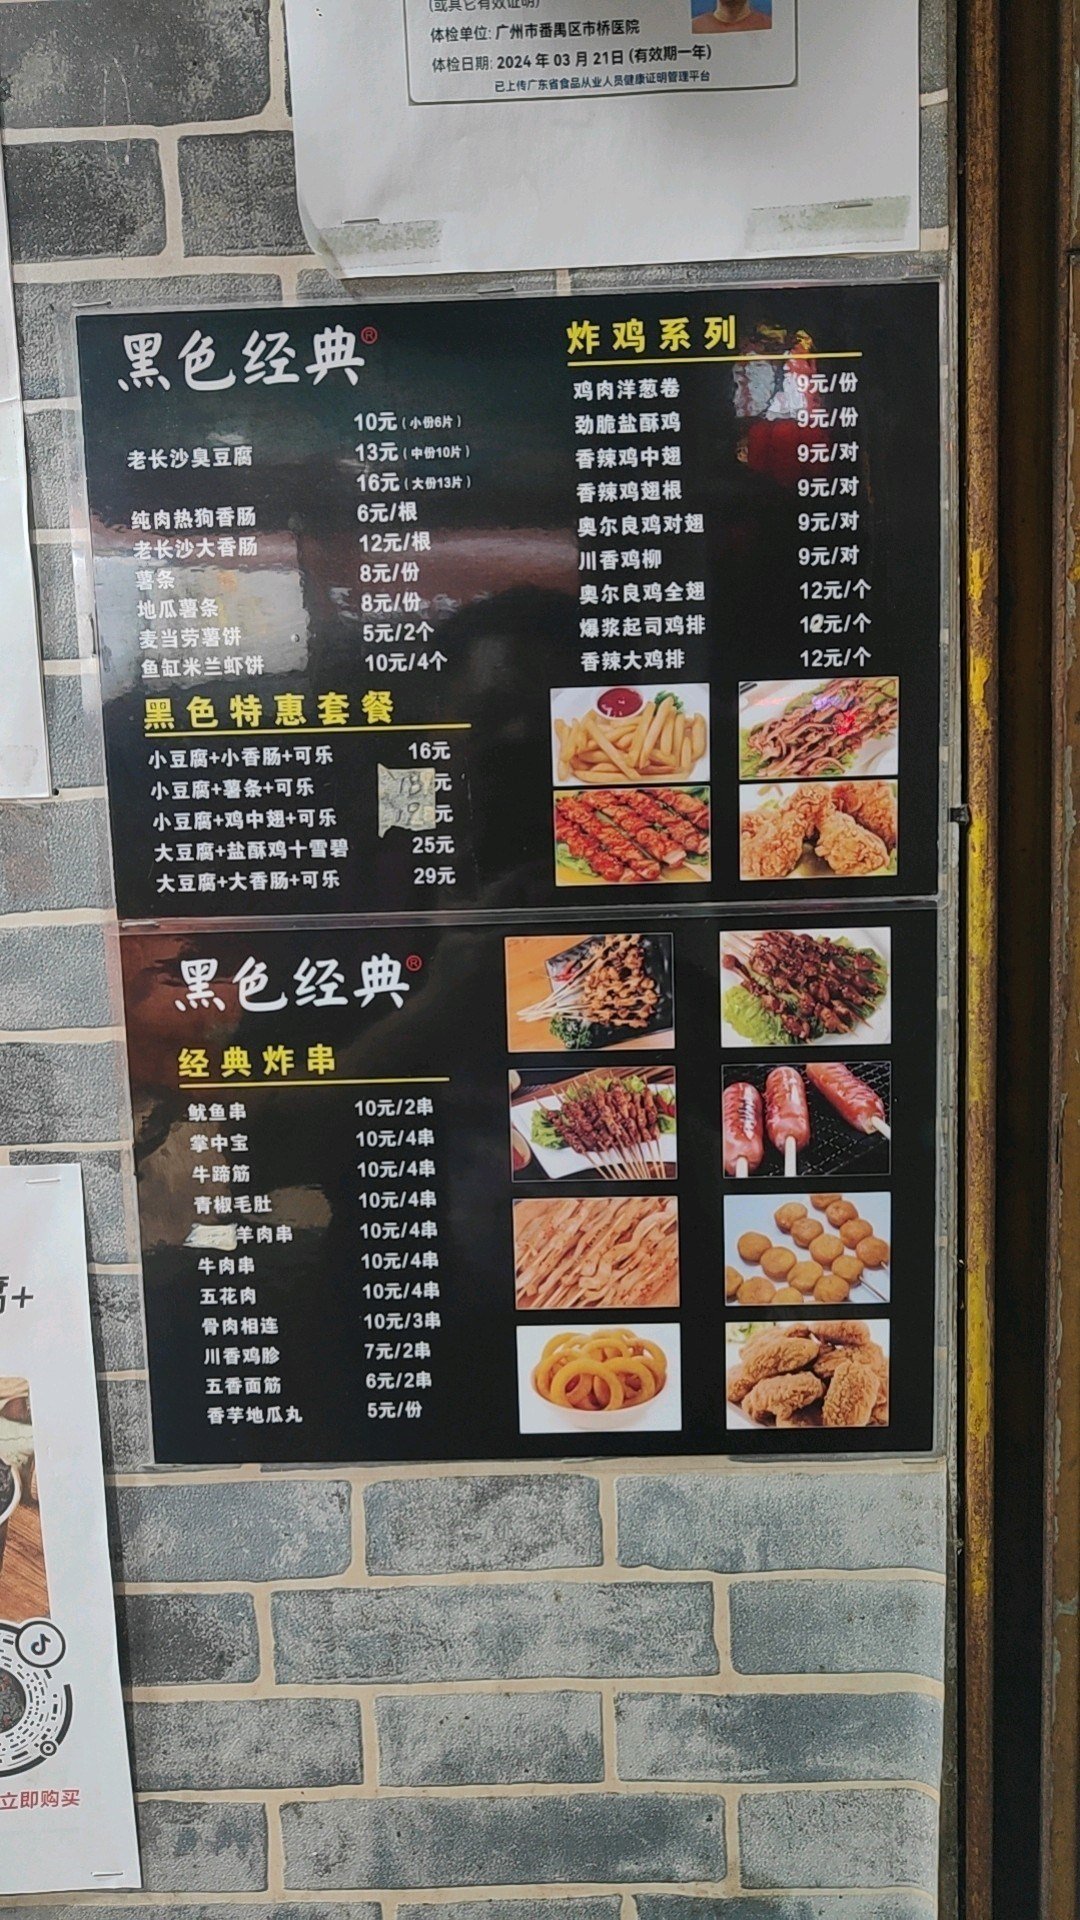 (或其它有效证明)
体检单位: 广州市番禺区市桥医院
体检日期: 2024 年 03 月 21日 (有效期一年)
已上传广东省食品从业人员健康证明管理平台
黑色经典®
10元(小份6片)
老长沙臭豆腐 13元(中份10片)
16元(大份13片)
纯肉热狗香肠 6元/根
老长沙大香肠 12元/根
薯条 8元/份
地瓜薯条 8元/份
麦当劳薯饼 5元/2个
鱼缸米兰虾饼 10元/4个
黑色特惠套餐
小豆腐+小香肠+可乐 16元
小豆腐+薯条+可乐 18元
小豆腐+鸡中翅+可乐 19元
大豆腐+盐酥鸡十雪碧 25元
大豆腐+大香肠+可乐 29元
炸鸡系列
鸡肉洋葱卷 9元/份
劲脆盐酥鸡 9元/份
香辣鸡中翅 9元/对
香辣鸡翅根 9元/对
奥尔良鸡对翅 9元/对
川香鸡柳 9元/对
奥尔良鸡全翅 12元/个
爆浆起司鸡排 12元/个
香辣大鸡排 12元/个
黑色经典®
经典炸串
鱿鱼串 10元/2串
掌中宝 10元/4串
牛蹄筋 10元/4串
青椒毛肚 10元/4串
羊肉串 10元/4串
牛肉串 10元/4串
五花肉 10元/4串
骨肉相连 10元/3串
川香鸡胗 7元/2串
五香面筋 6元/2串
香芋地瓜丸 5元/份
+
立即购买